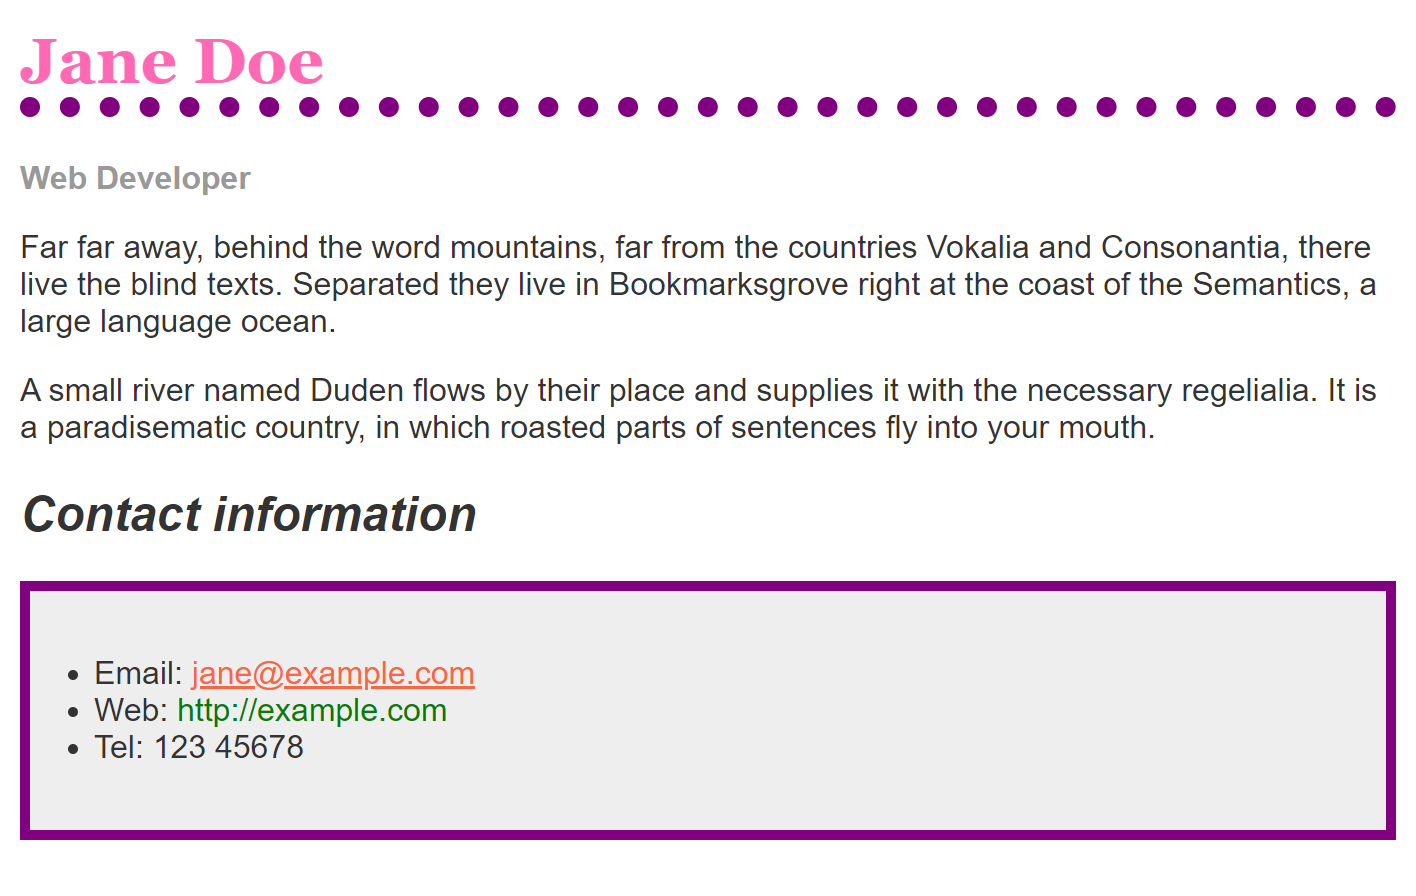 Jane Doe
Web Developer
Far far away, behind the word mountains, far from the countries Vokalia and Consonantia, there
live the blind texts. Separated they live in Bookmarksgrove right at the coast of the Semantics, a
large language ocean.
A small river named Duden flows by their place and supplies it with the necessary regelialia. It is
a paradisematic country, in which roasted parts of sentences fly into your mouth.
Contact information
• Email: jane@example.com
• Web: http://example.com
• Tel: 123 45678